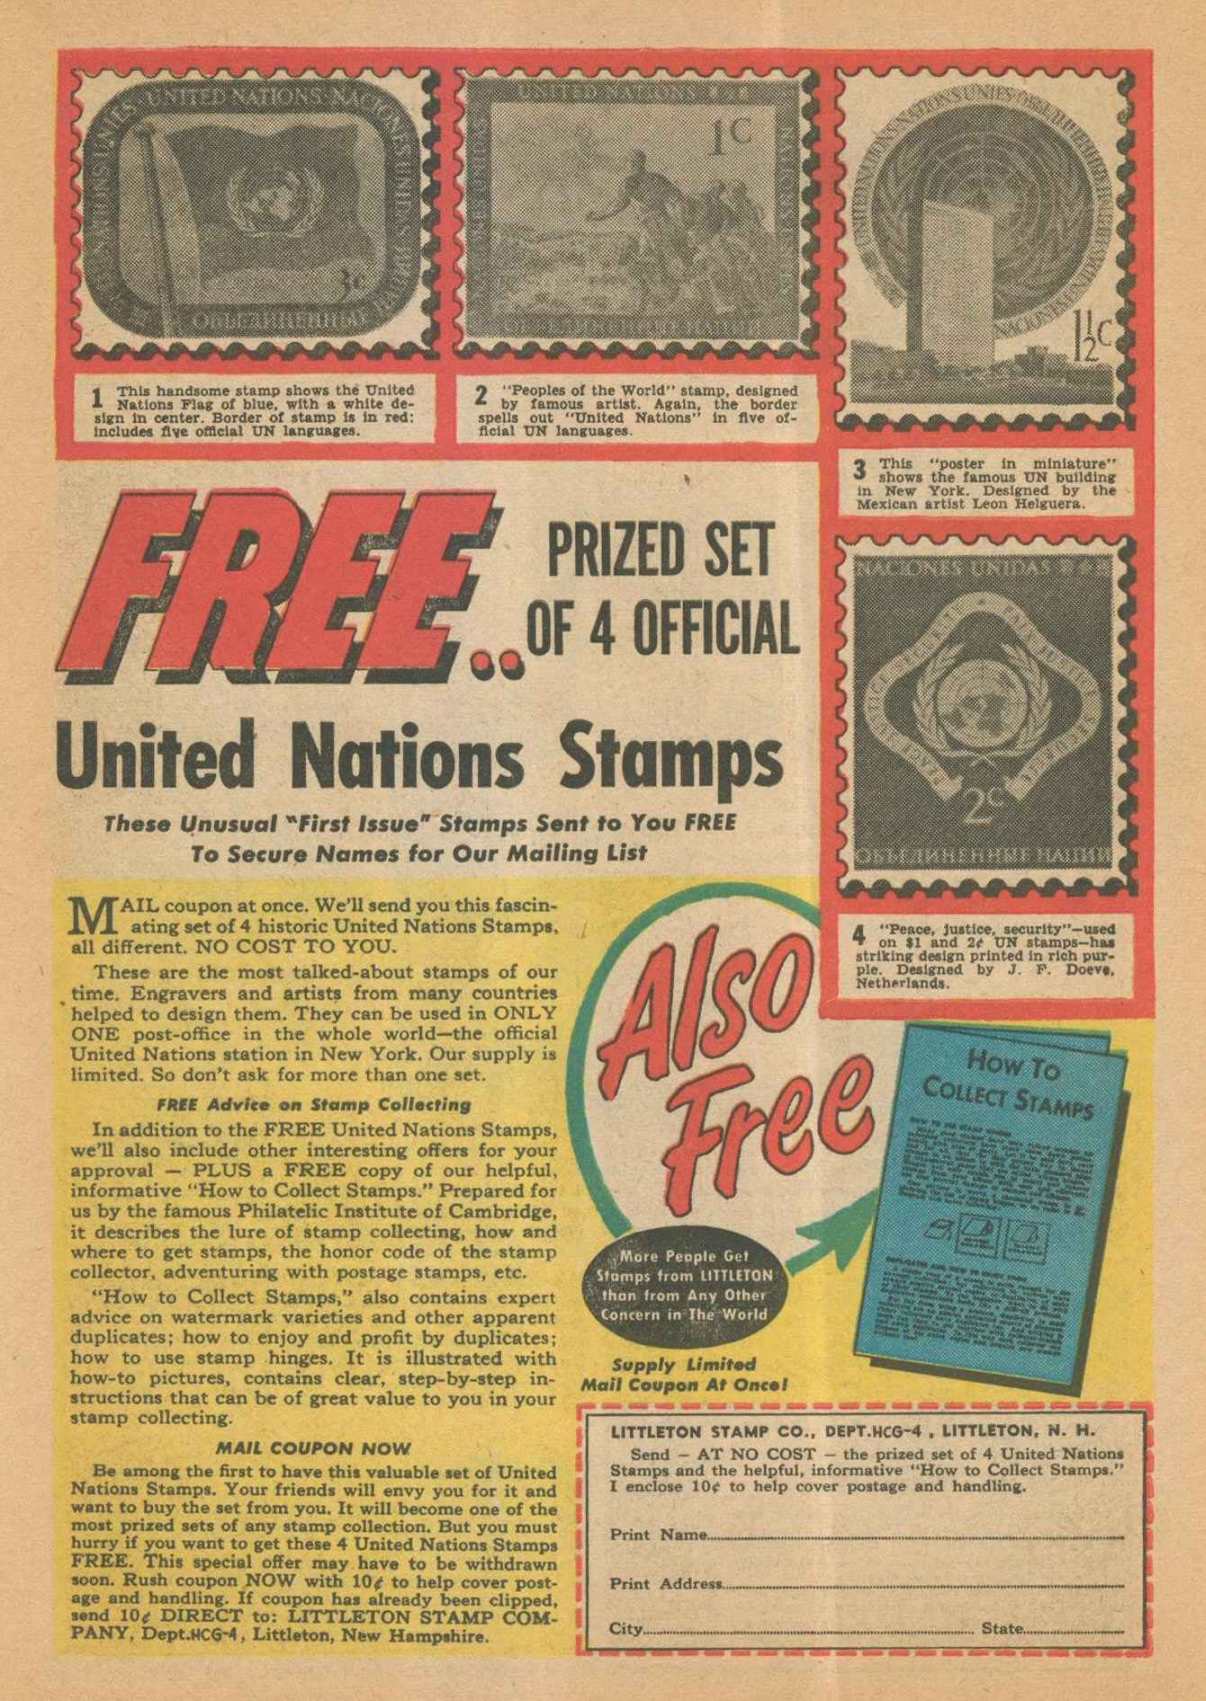 UNITED NATIONS · NACIONES UNIDAS
NATIONS UNIES
3c
ОБЪЕДИНЕННЫЕ
UNITED NATIONS
1c
NACIONES UNIDAS
NATIONS UNIES
ОБЪЕДИНЕННЫЕ НАЦИИ
UNITED NATIONS NATIONS UNIES
NACIONES UNIDAS
1½c
1 This handsome stamp shows the United
Nations Flag of blue, with a white de-
sign in center. Border of stamp is in red:
includes five official UN languages.
2 "Peoples of the World" stamp, designed
by famous artist. Again, the border
spells out "United Nations" in five of-
ficial UN languages.
3 This "poster in miniature"
shows the famous UN building
in New York. Designed by the
Mexican artist Leon Helguera.
NACIONES UNIDAS
2c
ОБЪЕДИНЕННЫЕ НАЦИИ
4 "Peace, justice, security"—used
on $1 and 2¢ UN stamps—has
striking design printed in rich pur-
ple. Designed by J. F. Doeve,
Netherlands.
FREE.. PRIZED SET
OF 4 OFFICIAL
United Nations Stamps
These Unusual "First Issue" Stamps Sent to You FREE
To Secure Names for Our Mailing List
MAIL coupon at once. We'll send you this fascin-
ating set of 4 historic United Nations Stamps,
all different. NO COST TO YOU.
These are the most talked-about stamps of our
time. Engravers and artists from many countries
helped to design them. They can be used in ONLY
ONE post-office in the whole world—the official
United Nations station in New York. Our supply is
limited. So don't ask for more than one set.
FREE Advice on Stamp Collecting
In addition to the FREE United Nations Stamps,
we'll also include other interesting offers for your
approval — PLUS a FREE copy of our helpful,
informative "How to Collect Stamps." Prepared for
us by the famous Philatelic Institute of Cambridge,
it describes the lure of stamp collecting, how and
where to get stamps, the honor code of the stamp
collector, adventuring with postage stamps, etc.
"How to Collect Stamps," also contains expert
advice on watermark varieties and other apparent
duplicates; how to enjoy and profit by duplicates;
how to use stamp hinges. It is illustrated with
how-to pictures, contains clear, step-by-step in-
structions that can be of great value to you in your
stamp collecting.
MAIL COUPON NOW
Be among the first to have this valuable set of United
Nations Stamps. Your friends will envy you for it and
want to buy the set from you. It will become one of the
most prized sets of any stamp collection. But you must
hurry if you want to get these 4 United Nations Stamps
FREE. This special offer may have to be withdrawn
soon. Rush coupon NOW with 10¢ to help cover post-
age and handling. If coupon has already been clipped,
send 10¢ DIRECT to: LITTLETON STAMP COM-
PANY, Dept.HCG-4, Littleton, New Hampshire.
Also
Free
HOW TO
COLLECT STAMPS
More People Get
Stamps from LITTLETON
than from Any Other
Concern in The World
Supply Limited
Mail Coupon At Once!
LITTLETON STAMP CO., DEPT.HCG-4 , LITTLETON, N. H.
Send — AT NO COST — the prized set of 4 United Nations
Stamps and the helpful, informative "How to Collect Stamps."
I enclose 10¢ to help cover postage and handling.
Print Name
Print Address
City State